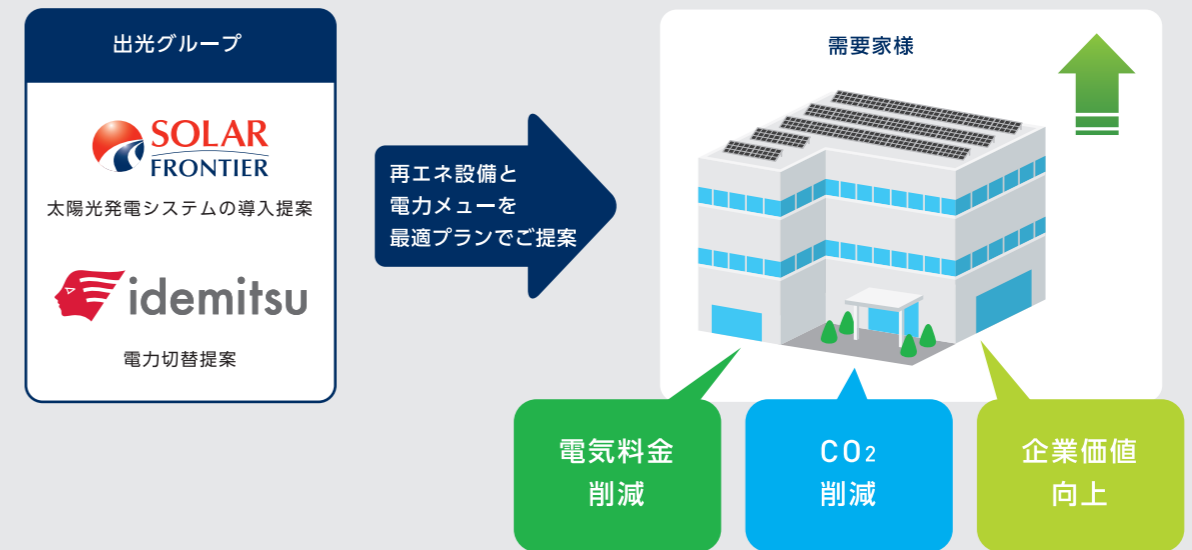 出光グループ
SOLAR
FRONTIER
太陽光発電システムの導入提案
idemitsu
電力切替提案
再エネ設備と
電力メューを
最適プランでご提案
需要家様
電気料金
削減
CO2
削減
企業価値
向上